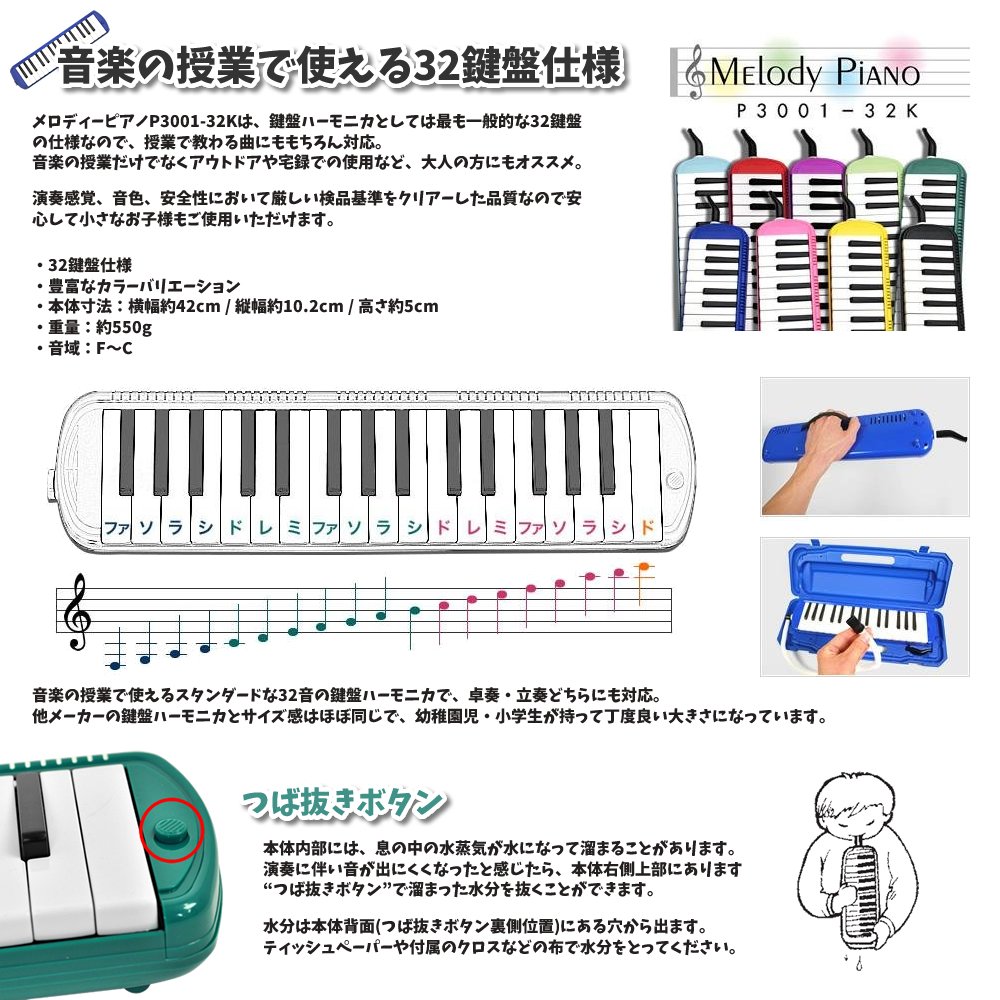 音楽の授業で使える32鍵盤仕様
MELODY PIANO
P3001-32K
メロディーピアノP3001-32Kは、鍵盤ハーモニカとしては最も一般的な32鍵盤
の仕様なので、授業で教わる曲にももちろん対応。
音楽の授業だけでなくアウトドアや宅録での使用など、大人の方にもオススメ。
演奏感覚、音色、安全性において厳しい検品基準をクリアーした品質なので安
心して小さなお子様もご使用いただけます。
・32鍵盤仕様
・豊富なカラーバリエーション
・本体寸法：横幅約42cm / 縦幅約10.2cm / 高さ約5cm
・重量：約550g
・音域：F～C
ファ ソ ラ シ ド レ ミ ファ ソ ラ シ ド レ ミ ファ ソ ラ シ ド
音楽の授業で使えるスタンダードな32音の鍵盤ハーモニカで、卓奏・立奏どちらにも対応。
他メーカーの鍵盤ハーモニカとサイズ感はほぼ同じで、幼稚園児・小学生が持って丁度良い大きさになっています。
つば抜きボタン
本体内部には、息の中の水蒸気が水になって溜まることがあります。
演奏に伴い音が出にくくなったと感じたら、本体右側上部にあります
“つば抜きボタン”で溜まった水分を抜くことができます。
水分は本体背面(つば抜きボタン裏側位置)にある穴から出ます。
ティッシュペーパーや付属のクロスなどの布で水分をとってください。